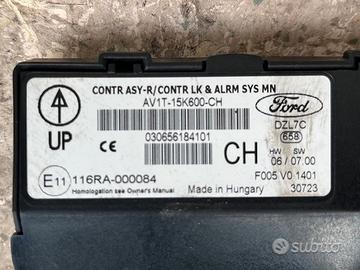 CONTR ASY-R/CONTR LK & ALRM SYS MN
AV1T-15K600-CH
Ford
UP
030656184101
DZL7C
658
CE
CH
HW SW
06 / 07.00
E11 116RA-000084
F005 V0 1401
Homologation see Owner's Manual
Made in Hungary
30723
subito